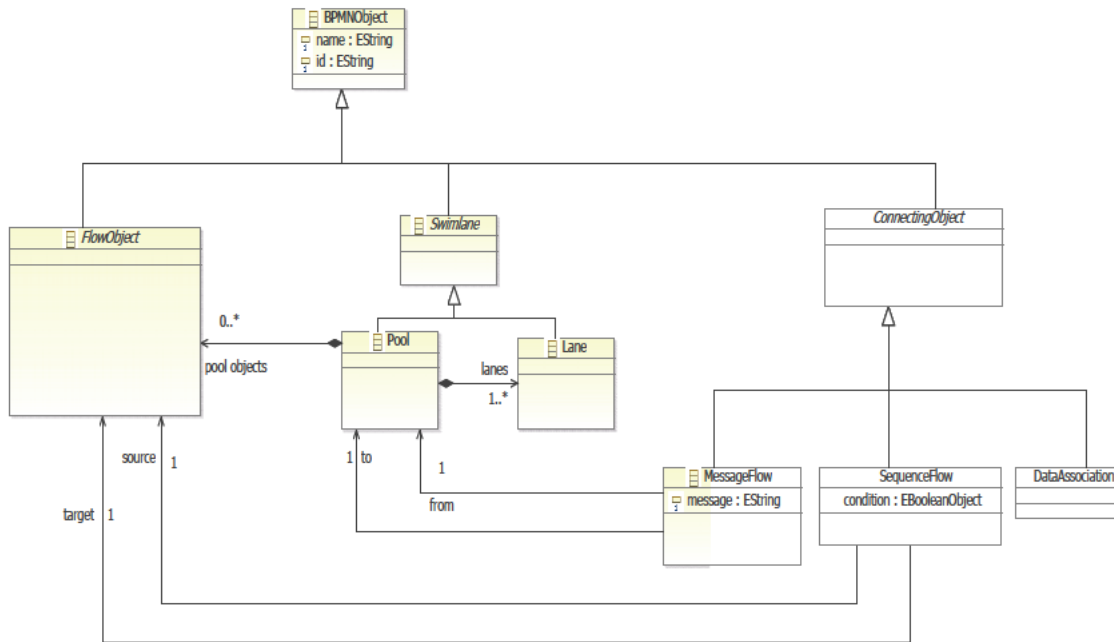 BPMNObject
name : EString
id : EString
FlowObject
Swimlane
ConnectingObject
0..*
pool objects
Pool
lanes
1..*
Lane
source
1
1 to
1
from
target
1
MessageFlow
message : EString
SequenceFlow
condition : EBooleanObject
DataAssociation